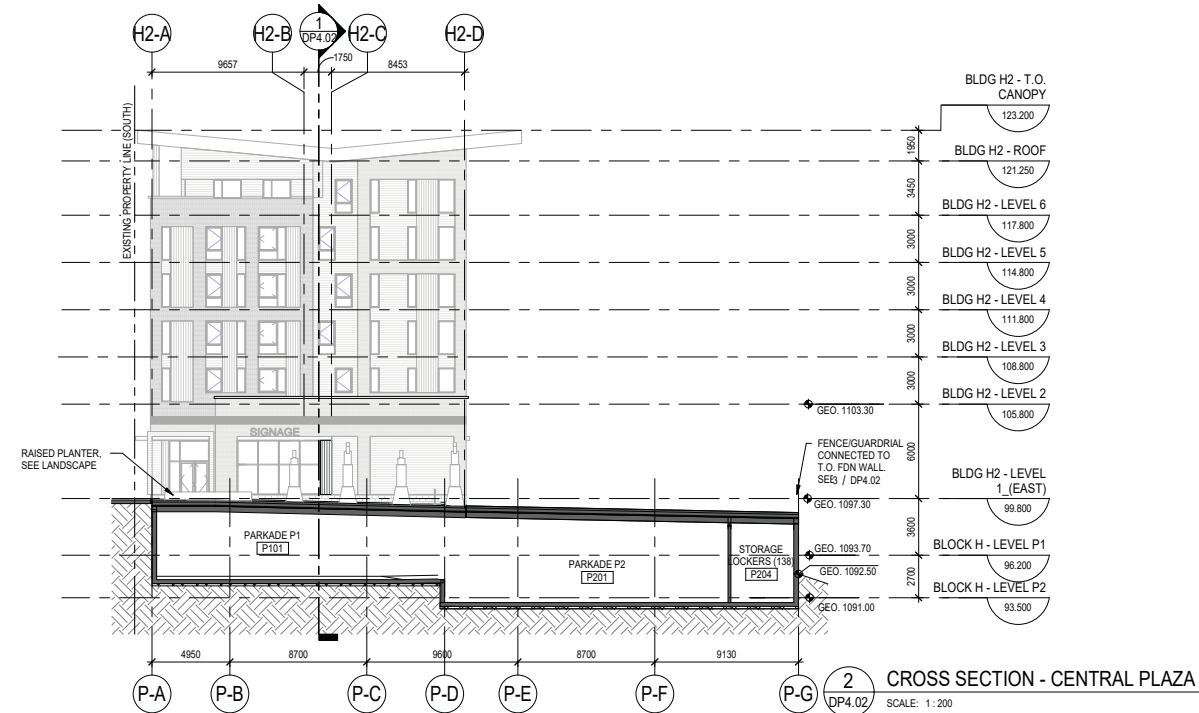 H2-A
H2-B
1
DP4.02
H2-C
H2-D
9657
1750
8453
BLDG H2 - T.O.
CANOPY
123.200
1950
BLDG H2 - ROOF
121.250
3450
BLDG H2 - LEVEL 6
117.800
3000
BLDG H2 - LEVEL 5
114.800
3000
BLDG H2 - LEVEL 4
111.800
3000
BLDG H2 - LEVEL 3
108.800
3000
BLDG H2 - LEVEL 2
105.800
6000
BLDG H2 - LEVEL
1_(EAST)
99.800
3600
BLOCK H - LEVEL P1
96.200
2700
BLOCK H - LEVEL P2
93.500
EXISTING PROPERTY LINE (SOUTH)
SIGNAGE
RAISED PLANTER,
SEE LANDSCAPE
GEO. 1103.30
FENCE/GUARDRIAL
CONNECTED TO
T.O. FDN WALL.
SEE3 / DP4.02
GEO. 1097.30
GEO. 1093.70
GEO. 1092.50
GEO. 1091.00
PARKADE P1
P101
PARKADE P2
P201
STORAGE
LOCKERS (138)
P204
4950
8700
9600
8700
9130
P-A
P-B
P-C
P-D
P-E
P-F
P-G
2
DP4.02
CROSS SECTION - CENTRAL PLAZA
SCALE: 1 : 200